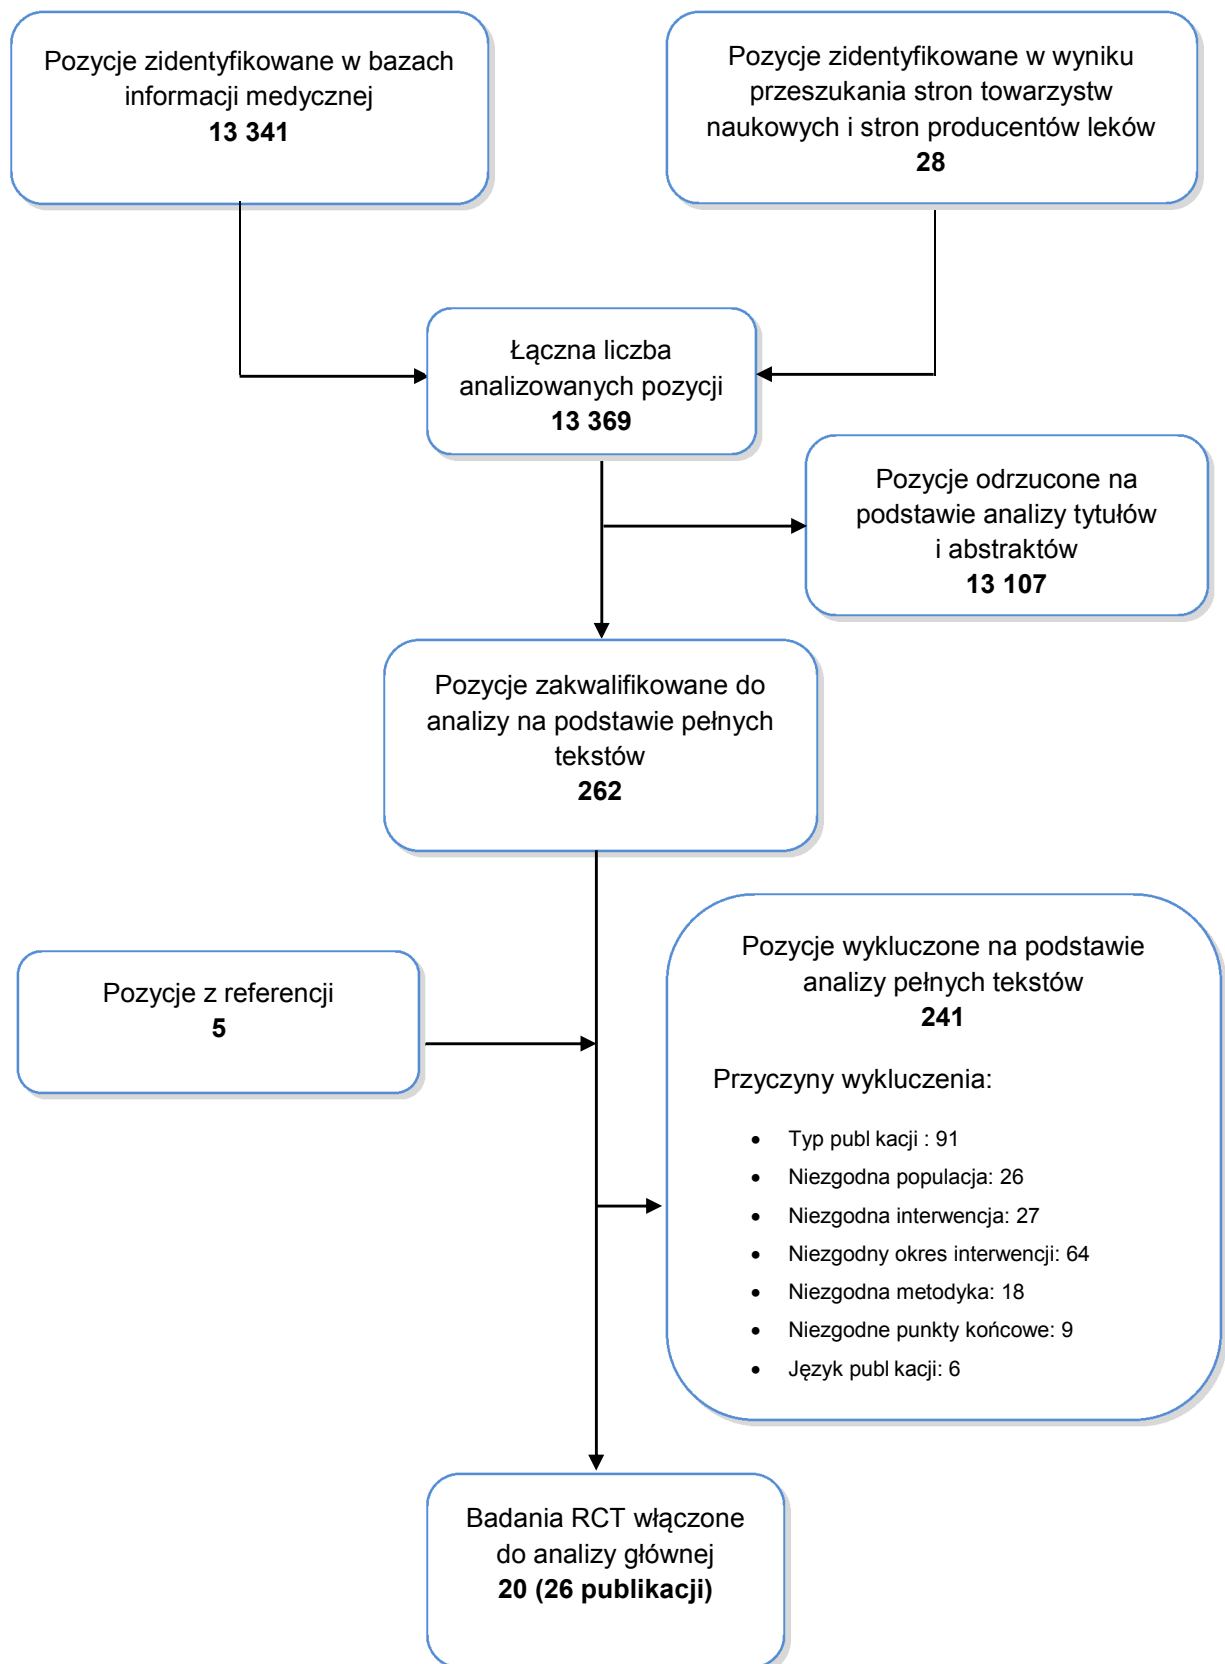 Pozycje zidentyfikowane w bazach
informacji medycznej
13 341
Pozycje zidentyfikowane w wyniku
przeszukania stron towarzystw
naukowych i stron producentów leków
28
Łączna liczba
analizowanych pozycji
13 369
Pozycje odrzucone na
podstawie analizy tytułów
i abstraktów
13 107
Pozycje zakwalifikowane do
analizy na podstawie pełnych
tekstów
262
Pozycje z referencji
5
Pozycje wykluczone na podstawie
analizy pełnych tekstów
241
Przyczyny wykluczenia:
• Typ publ kacji : 91
• Niezgodna populacja: 26
• Niezgodna interwencja: 27
• Niezgodny okres interwencji: 64
• Niezgodna metodyka: 18
• Niezgodne punkty końcowe: 9
• Język publ kacji: 6
Badania RCT włączone
do analizy głównej
20 (26 publikacji)